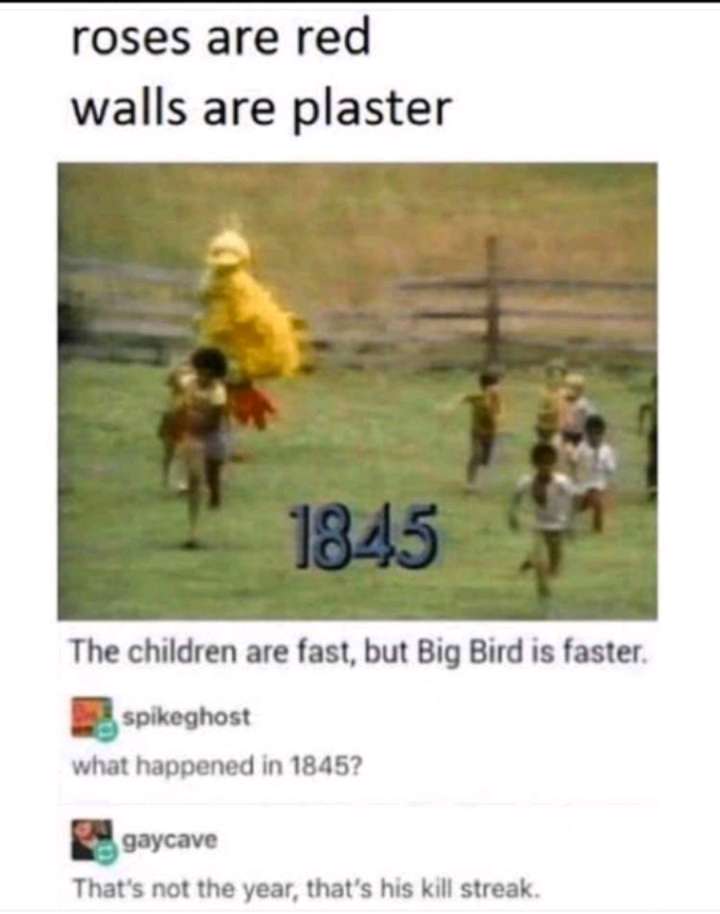 roses are red
walls are plaster
1845
The children are fast, but Big Bird is faster.
spikeghost
what happened in 1845?
gaycave
That's not the year, that's his kill streak.